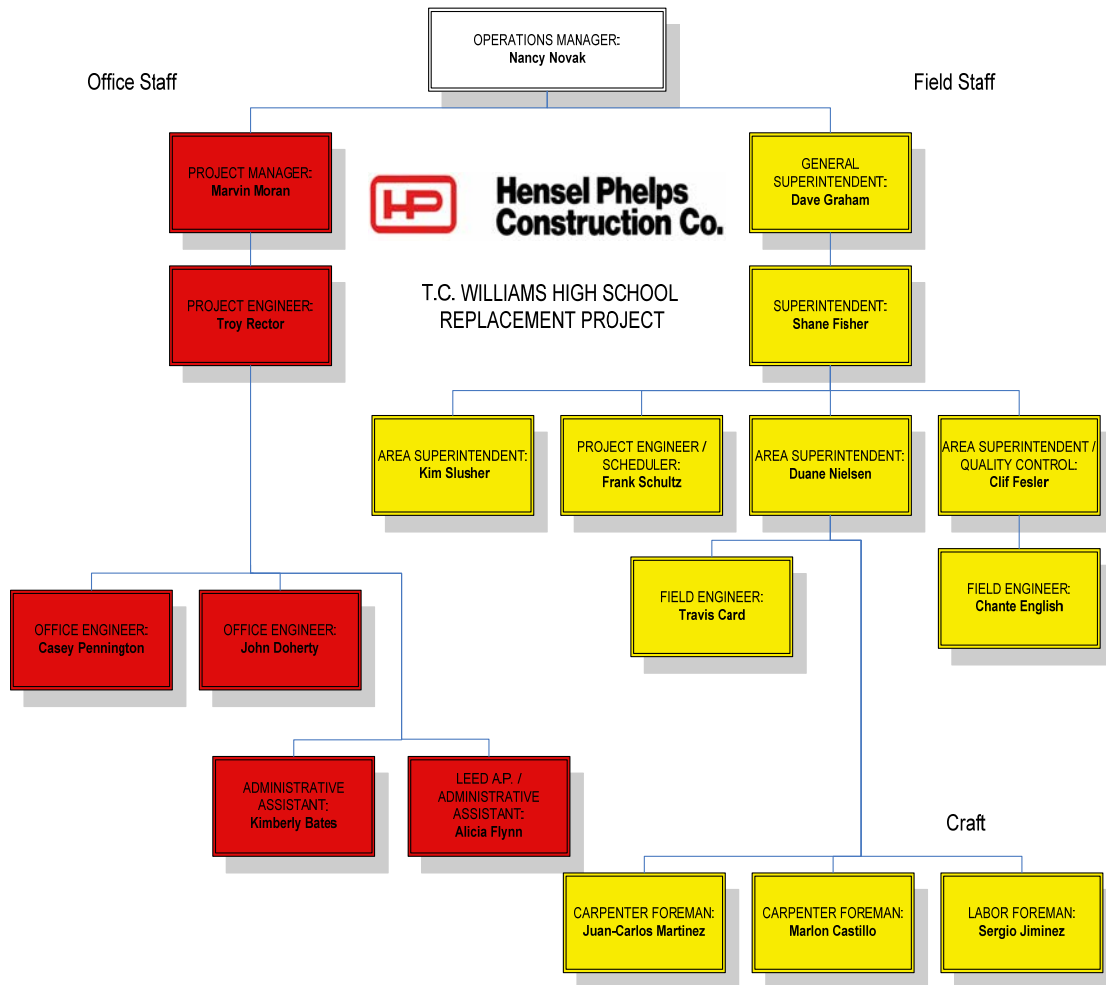 OPERATIONS MANAGER:
Nancy Novak
Office Staff
Field Staff
PROJECT MANAGER:
Marvin Moran
HP
Hensel Phelps
Construction Co.
GENERAL
SUPERINTENDENT:
Dave Graham
PROJECT ENGINEER:
Troy Rector
T.C. WILLIAMS HIGH SCHOOL
REPLACEMENT PROJECT
SUPERINTENDENT:
Shane Fisher
AREA SUPERINTENDENT:
Kim Slusher
PROJECT ENGINEER /
SCHEDULER:
Frank Schultz
AREA SUPERINTENDENT:
Duane Nielsen
AREA SUPERINTENDENT /
QUALITY CONTROL:
Clif Fesler
OFFICE ENGINEER:
Casey Pennington
OFFICE ENGINEER:
John Doherty
FIELD ENGINEER:
Travis Card
FIELD ENGINEER:
Chante English
ADMINISTRATIVE
ASSISTANT:
Kimberly Bates
LEED A.P. /
ADMINISTRATIVE
ASSISTANT:
Alicia Flynn
Craft
CARPENTER FOREMAN:
Juan-Carlos Martinez
CARPENTER FOREMAN:
Marlon Castillo
LABOR FOREMAN:
Sergio Jiminez